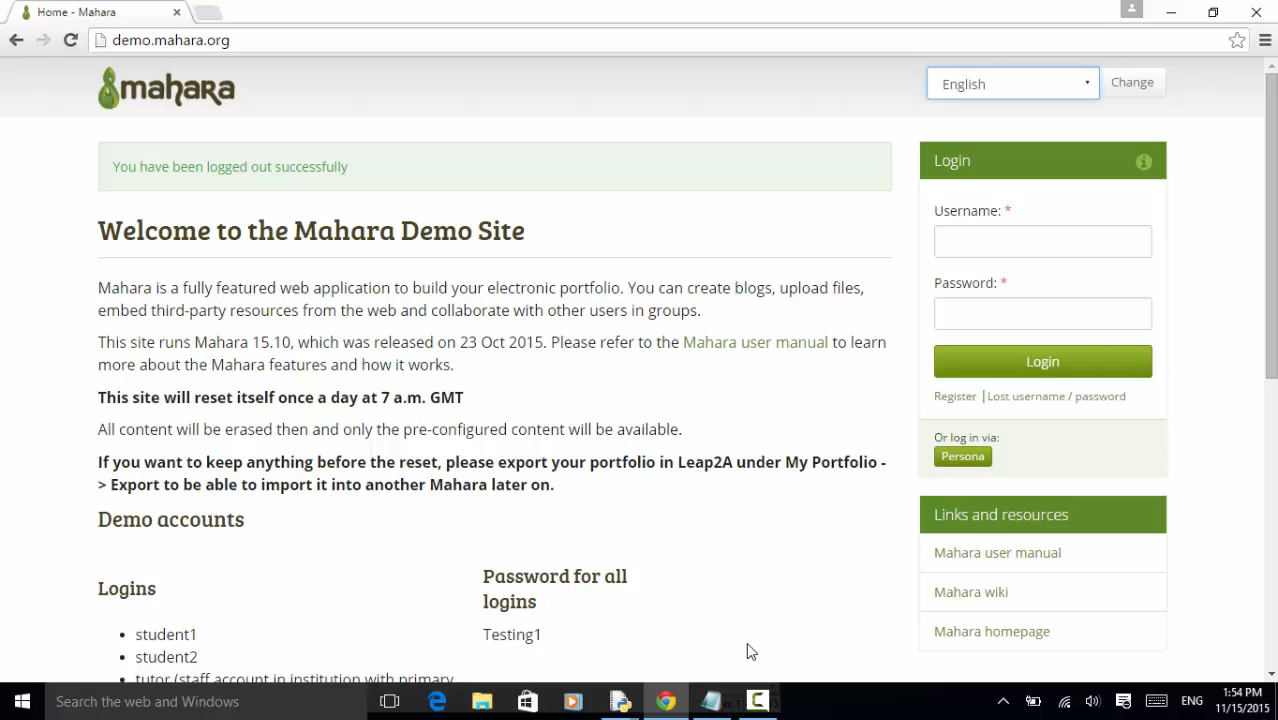 Home - Mahara
demo.mahara.org
mahara
English
Change
You have been logged out successfully
Welcome to the Mahara Demo Site
Mahara is a fully featured web application to build your electronic portfolio. You can create blogs, upload files,
embed third-party resources from the web and collaborate with other users in groups.
This site runs Mahara 15.10, which was released on 23 Oct 2015. Please refer to the Mahara user manual to learn
more about the Mahara features and how it works.
This site will reset itself once a day at 7 a.m. GMT
All content will be erased then and only the pre-configured content will be available.
If you want to keep anything before the reset, please export your portfolio in Leap2A under My Portfolio -
> Export to be able to import it into another Mahara later on.
Demo accounts
Logins
student1
student2
tutor (staff account in institution with primary
Password for all
logins
Testing1
Login
Username: *
Password: *
Login
Register | Lost username / password
Or log in via:
Persona
Links and resources
Mahara user manual
Mahara wiki
Mahara homepage
Search the web and Windows
ENG
1:54 PM
11/15/2015